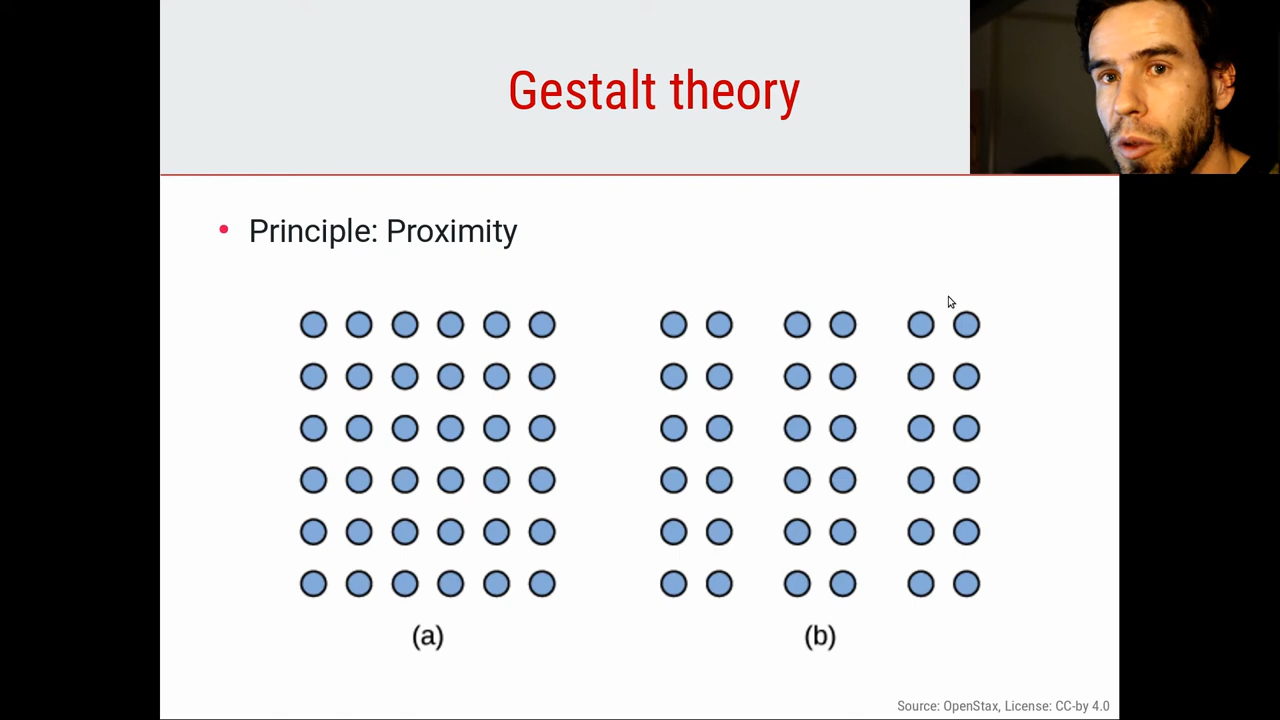 Gestalt theory
• Principle: Proximity
(a)
(b)
Source: OpenStax, License: CC-by 4.0